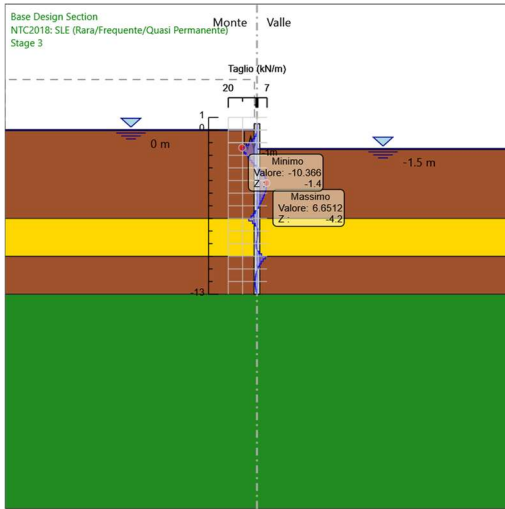 Base Design Section
NTC2018: SLE (Rara/Frequente/Quasi Permanente)
Stage 3
Monte
Valle
Taglio (kN/m)
20
7
1
0
0 m
-1.5 m
Minimo
Valore: -10.366
Z : -1.4
Massimo
Valore: 6.6512
Z : -4.2
-13